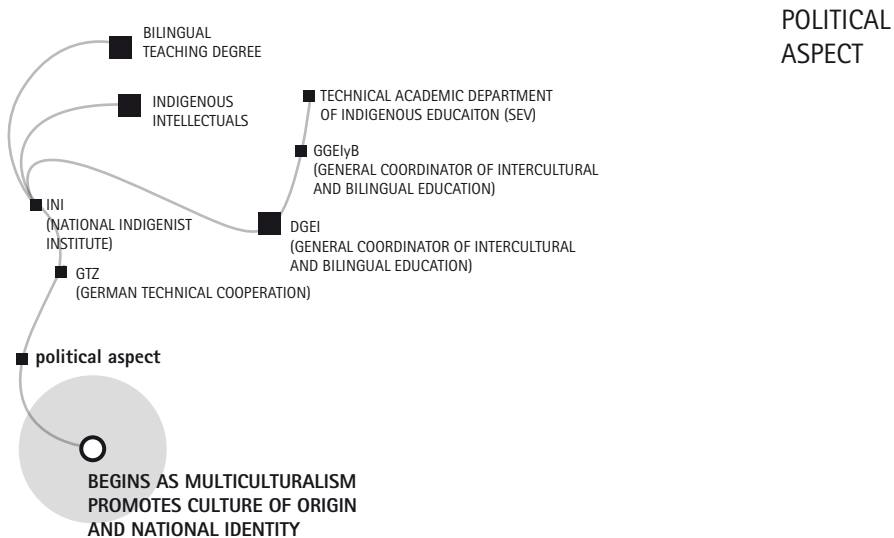 POLITICAL
ASPECT
BILINGUAL
TEACHING DEGREE
INDIGENOUS
INTELLECTUALS
TECHNICAL ACADEMIC DEPARTMENT
OF INDIGENOUS EDUCAITON (SEV)
GGEIyB
(GENERAL COORDINATOR OF INTERCULTURAL
AND BILINGUAL EDUCATION)
INI
(NATIONAL INDIGENIST
INSTITUTE)
DGEI
(GENERAL COORDINATOR OF INTERCULTURAL
AND BILINGUAL EDUCATION)
GTZ
(GERMAN TECHNICAL COOPERATION)
political aspect
BEGINS AS MULTICULTURALISM
PROMOTES CULTURE OF ORIGIN
AND NATIONAL IDENTITY